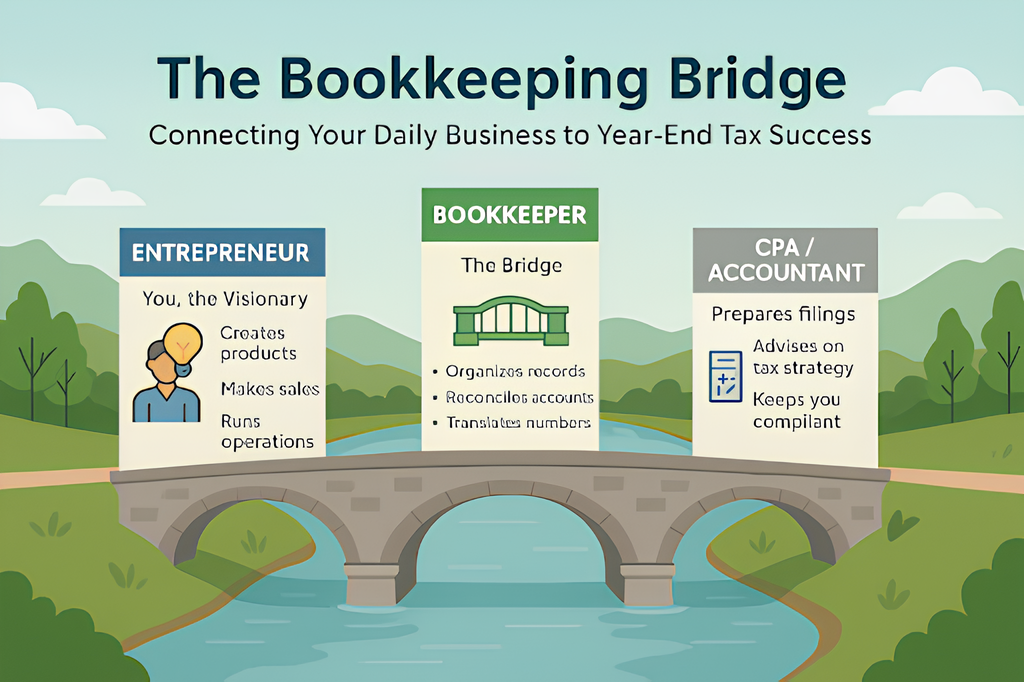 The Bookkeeping Bridge
Connecting Your Daily Business to Year-End Tax Success
ENTREPRENEUR
You, the Visionary
Creates
products
Makes sales
Runs
operations
BOOKKEEPER
The Bridge
• Organizes records
• Reconciles accounts
• Translates numbers
CPA /
ACCOUNTANT
Prepares filings
Advises on
tax strategy
Keeps you
compliant